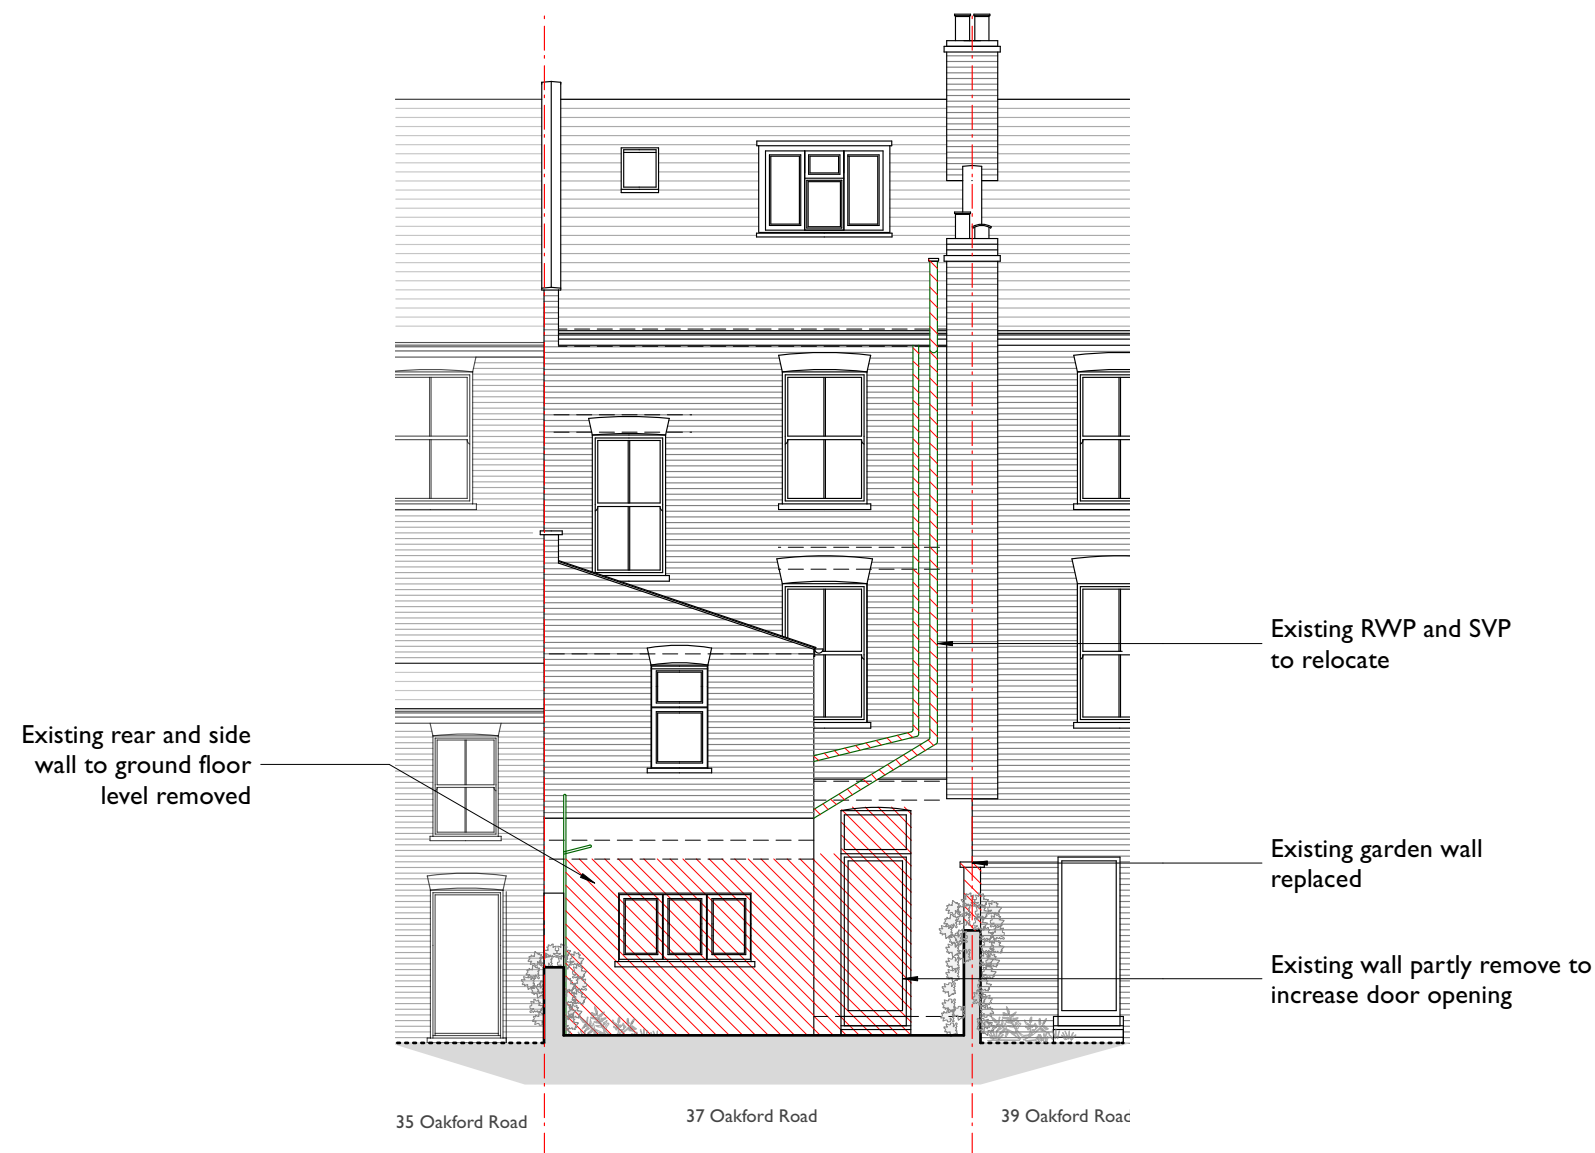 Existing RWP and SVP
to relocate
Existing rear and side
wall to ground floor
level removed
Existing garden wall
replaced
Existing wall partly remove to
increase door opening
35 Oakford Road
37 Oakford Road
39 Oakford Road